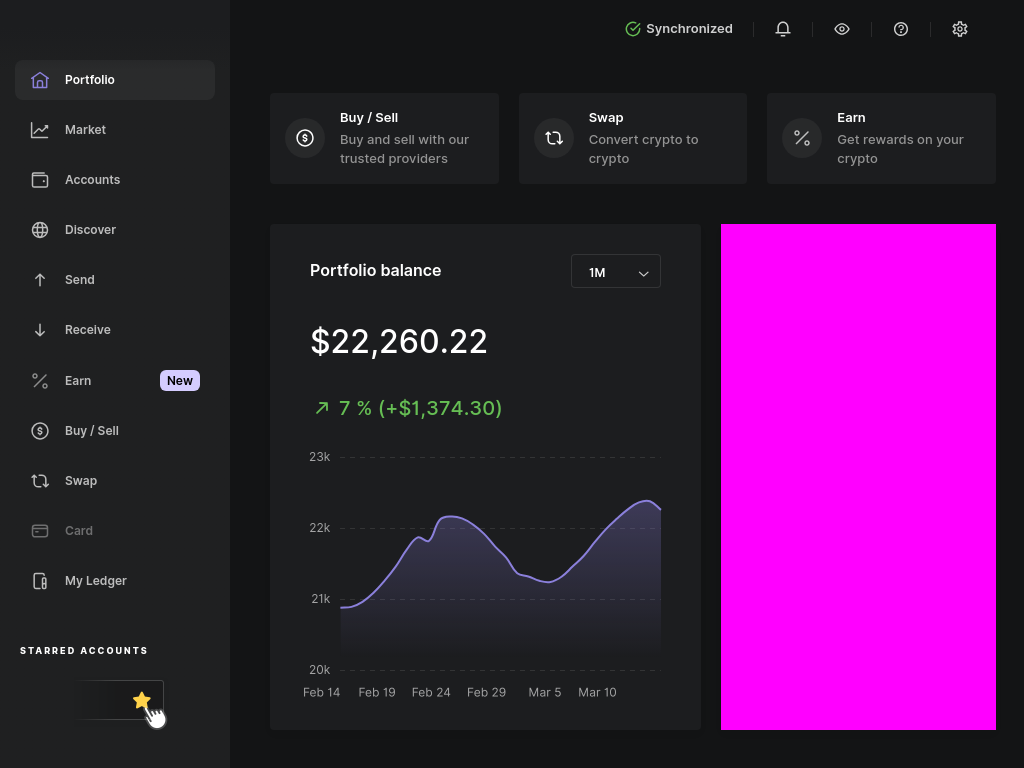 Synchronized
Portfolio
Market
Accounts
Discover
Send
Receive
Earn New
Buy / Sell
Swap
Card
My Ledger
STARRED ACCOUNTS
Buy / Sell
Buy and sell with our
trusted providers
Swap
Convert crypto to
crypto
Earn
Get rewards on your
crypto
Portfolio balance
1M
$22,260.22
7 % (+$1,374.30)
23k
22k
21k
20k
Feb 14 Feb 19 Feb 24 Feb 29 Mar 5 Mar 10